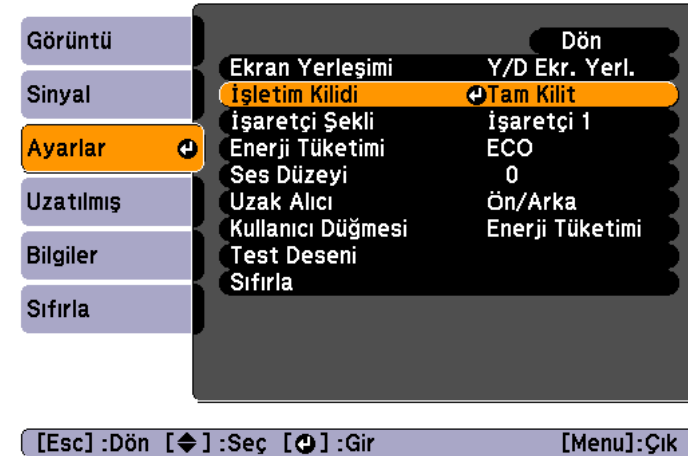 Görüntü
Sinyal
Ayarlar
Uzatılmış
Bilgiler
Sıfırla
Dön
Ekran Yerleşimi Y/D Ekr. Yerl.
İşletim Kilidi Tam Kilit
İşaretçi Şekli İşaretçi 1
Enerji Tüketimi ECO
Ses Düzeyi 0
Uzak Alıcı Ön/Arka
Kullanıcı Düğmesi Enerji Tüketimi
Test Deseni
Sıfırla
[Esc] :Dön [◆] :Seç [⏎] :Gir [Menu]:Çık